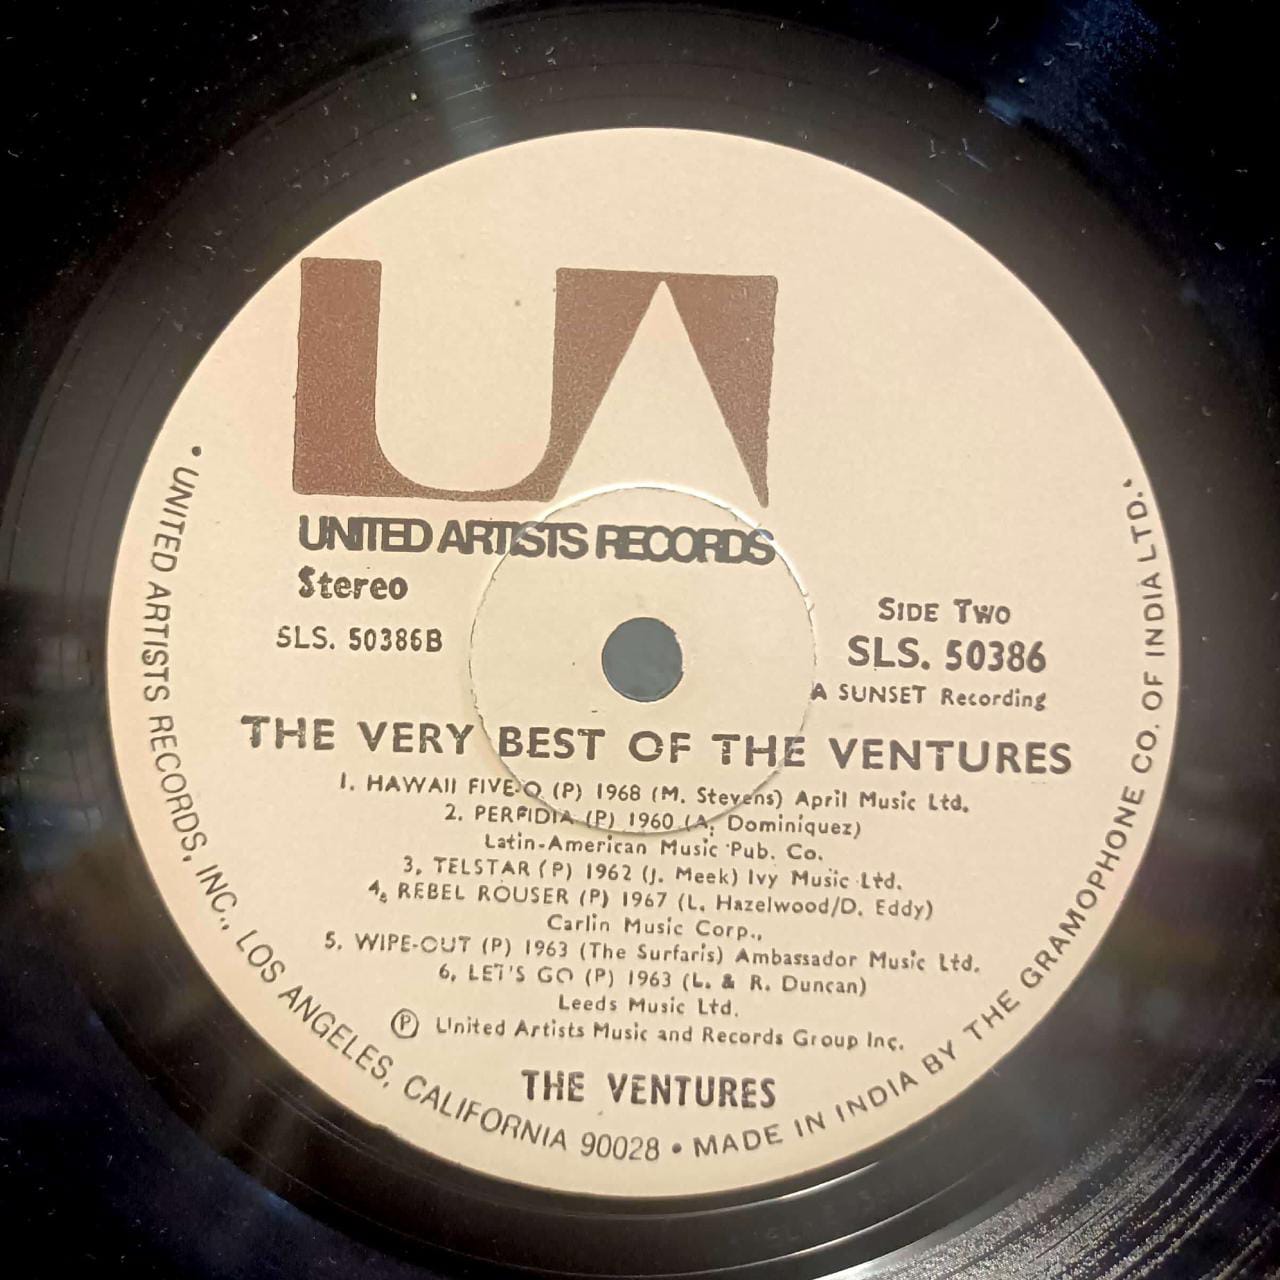 UA
UNITED ARTISTS RECORDS
Stereo
SLS. 50386B
SIDE TWO
SLS. 50386
A SUNSET Recording
THE VERY BEST OF THE VENTURES
1. HAWAII FIVE-O (P) 1968 (M. Stevens) April Music Ltd.
2. PERFIDIA (P) 1960 (A. Dominiquez)
Latin-American Music Pub. Co.
3. TELSTAR (P) 1962 (J. Meek) Ivy Music Ltd.
4. REBEL ROUSER (P) 1967 (L. Hazelwood/D. Eddy)
Carlin Music Corp.,
5. WIPE-OUT (P) 1963 (The Surfaris) Ambassador Music Ltd.
6. LET'S GO (P) 1963 (L. & R. Duncan)
Leeds Music Ltd.
Ⓟ United Artists Music and Records Group Inc.
THE VENTURES
• UNITED ARTISTS RECORDS, INC., LOS ANGELES, CALIFORNIA 90028 • MADE IN INDIA BY THE GRAMOPHONE CO. OF INDIA LTD. •